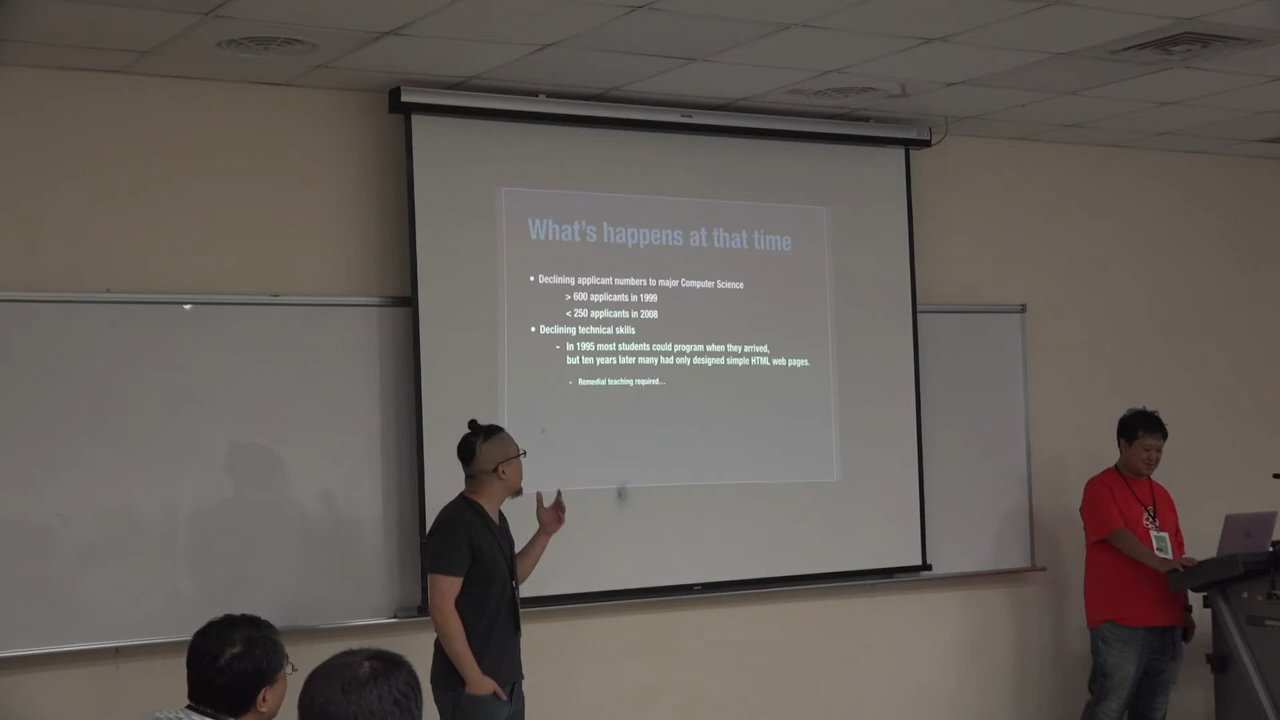 What's happens at that time
• Declining applicant numbers to major Computer Science
> 600 applicants in 1999
< 250 applicants in 2008
• Declining technical skills
- In 1995 most students could program when they arrived,
but ten years later many had only designed simple HTML web pages.
- Remedial teaching required...